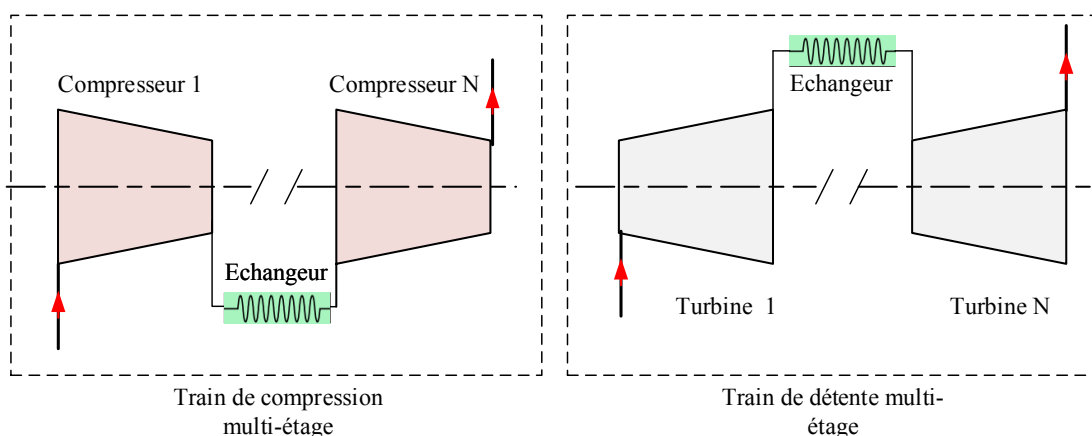 Compresseur 1
Compresseur N
Echangeur
Train de compression
multi-étage
Echangeur
Turbine 1
Turbine N
Train de détente multi-
étage